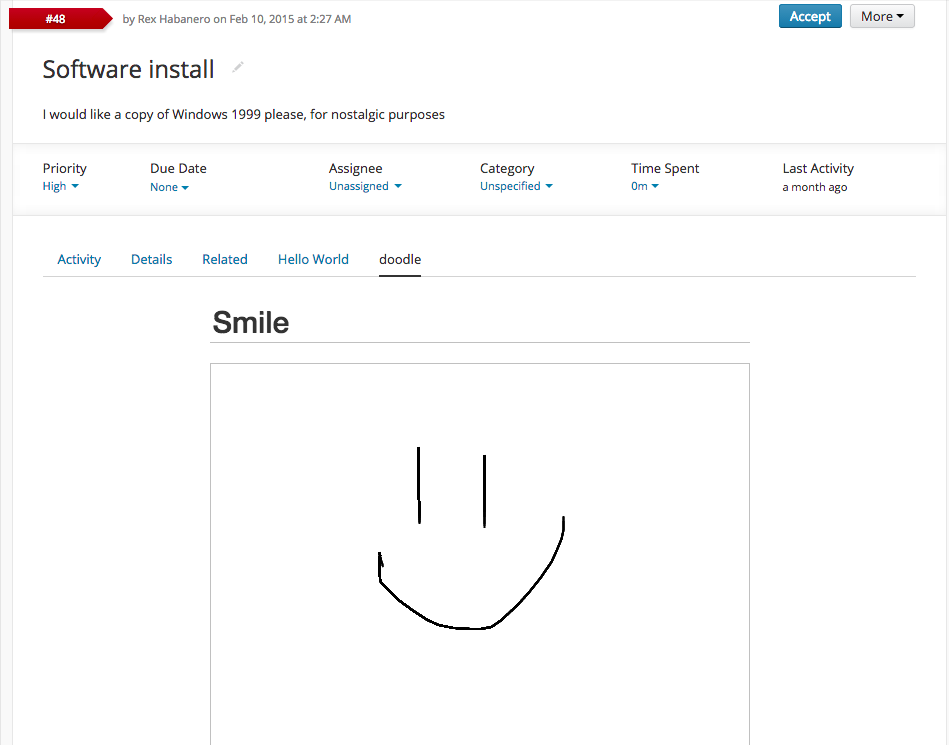 #48 by Rex Habanero on Feb 10, 2015 at 2:27 AM Accept More
Software install
I would like a copy of Windows 1999 please, for nostalgic purposes
Priority Due Date Assignee Category Time Spent Last Activity
High None Unassigned Unspecified 0m a month ago
Activity Details Related Hello World doodle
Smile